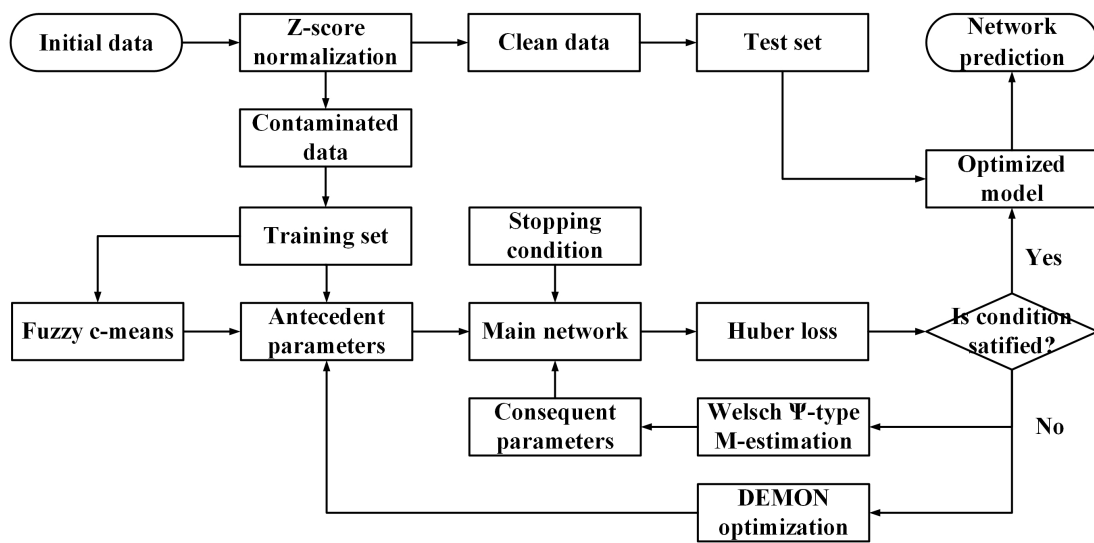 Initial data
Z-score
normalization
Clean data
Test set
Network
prediction
Contaminated
data
Optimized
model
Training set
Stopping
condition
Yes
Fuzzy c-means
Antecedent
parameters
Main network
Huber loss
Is condition
satified?
Consequent
parameters
Welsch Ψ-type
M-estimation
No
DEMON
optimization